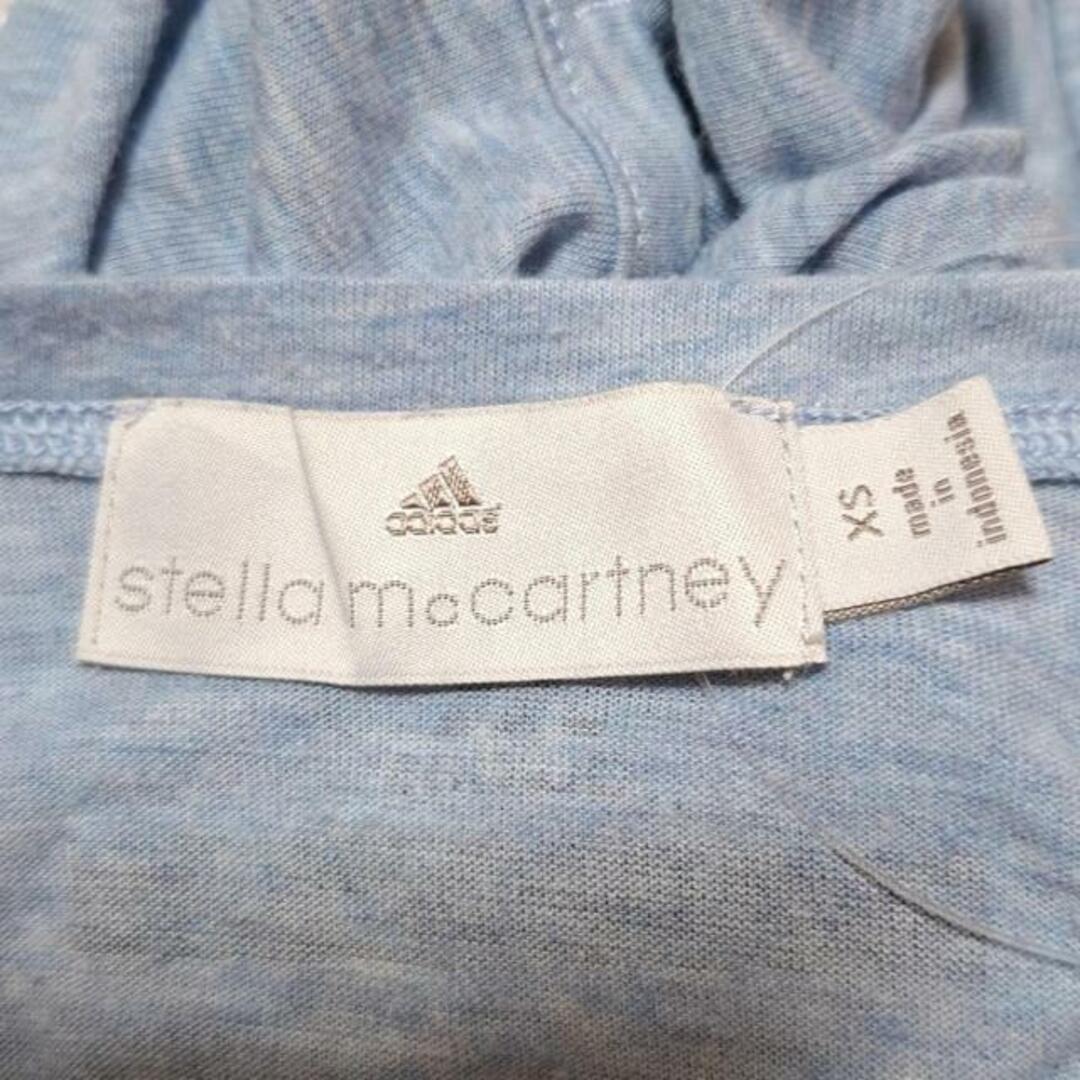 adidas
stella mccartney
XS
made
in
indonesia